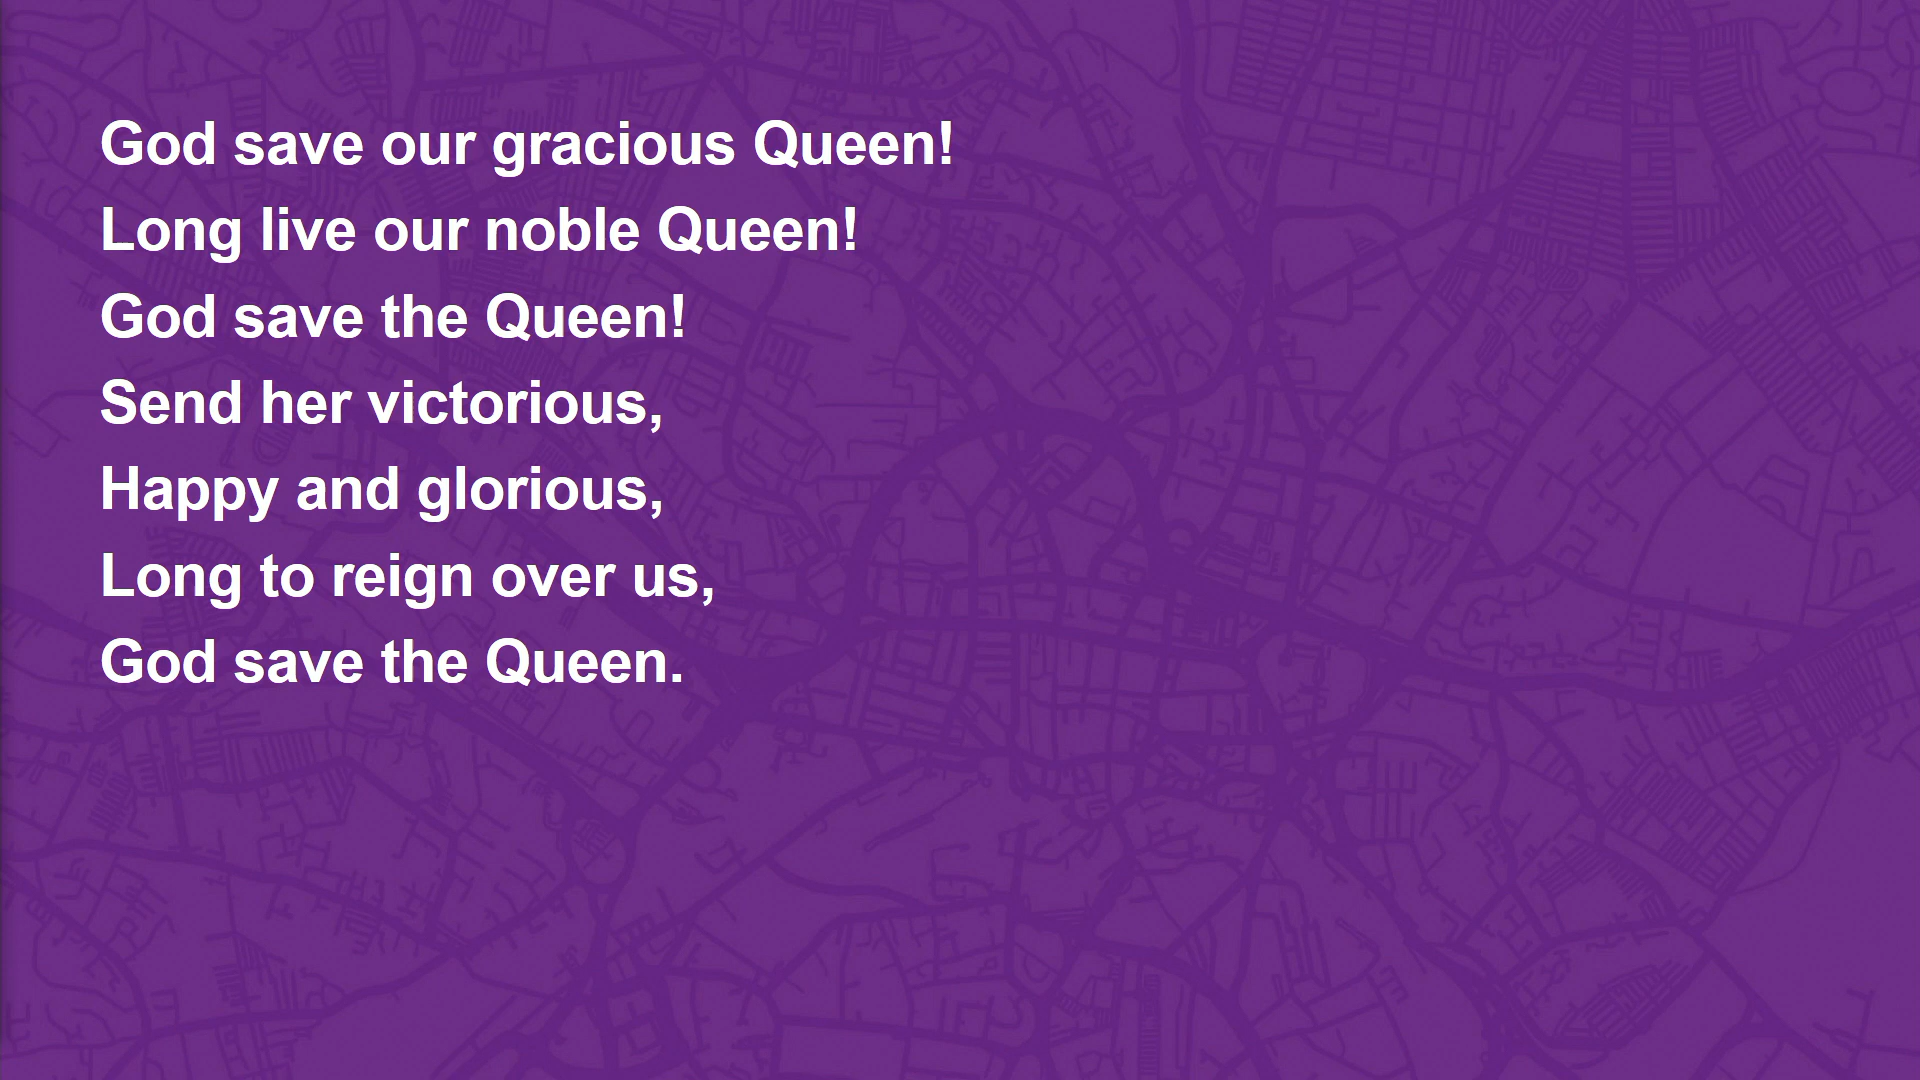 God save our gracious Queen!
Long live our noble Queen!
God save the Queen!
Send her victorious,
Happy and glorious,
Long to reign over us,
God save the Queen.